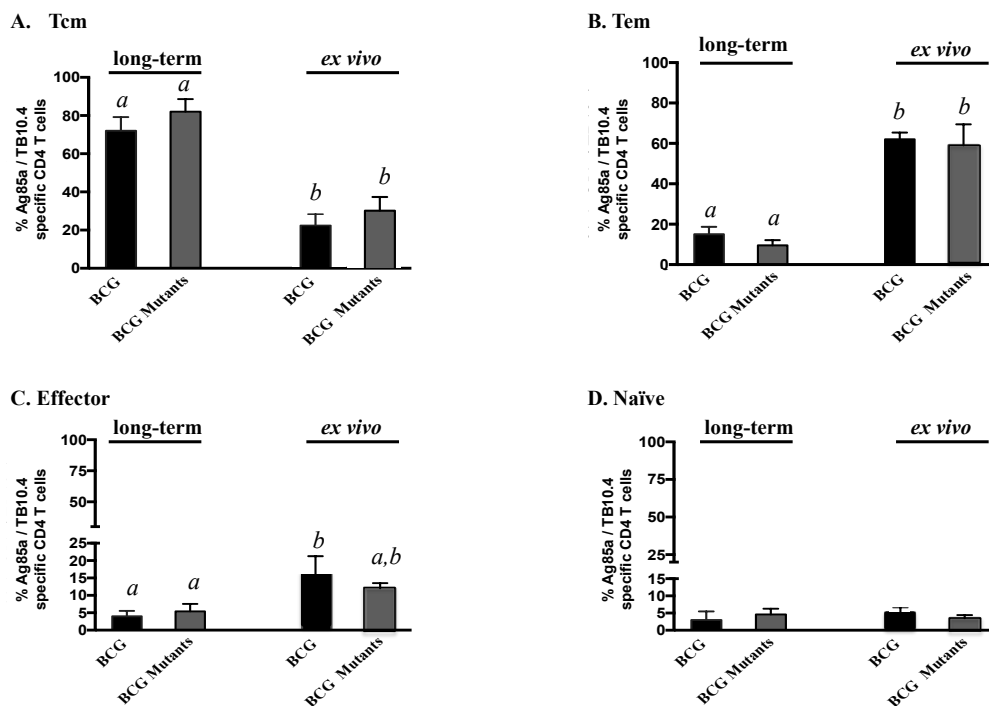 A. Tcm
long-term
ex vivo
% Ag85a / TB10.4
specific CD4 T cells
100
80
60
40
20
0
a
a
b
b
BCG
BCG Mutants
BCG
BCG Mutants
B. Tem
long-term
ex vivo
% Ag85a / TB10.4
specific CD4 T cells
100
80
60
40
20
0
a
a
b
b
BCG
BCG Mutants
BCG
BCG Mutants
C. Effector
long-term
ex vivo
% Ag85a / TB10.4
specific CD4 T cells
100
75
50
25
20
15
10
5
0
a
a
b
a,b
BCG
BCG Mutants
BCG
BCG Mutants
D. Naïve
long-term
ex vivo
% Ag85a / TB10.4
specific CD4 T cells
100
75
50
25
15
10
5
0
BCG
BCG Mutants
BCG
BCG Mutants